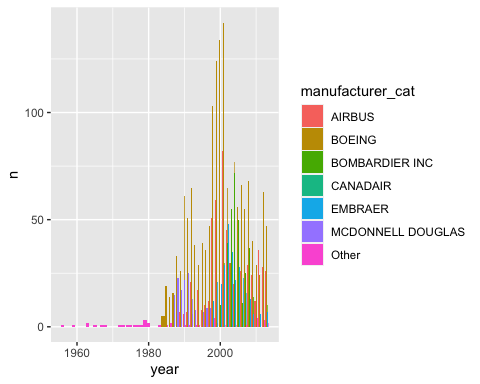 manufacturer_cat
AIRBUS
BOEING
BOMBARDIER INC
CANADAIR
EMBRAER
MCDONNELL DOUGLAS
Other
n
100
50
0
1960 1980 2000
year